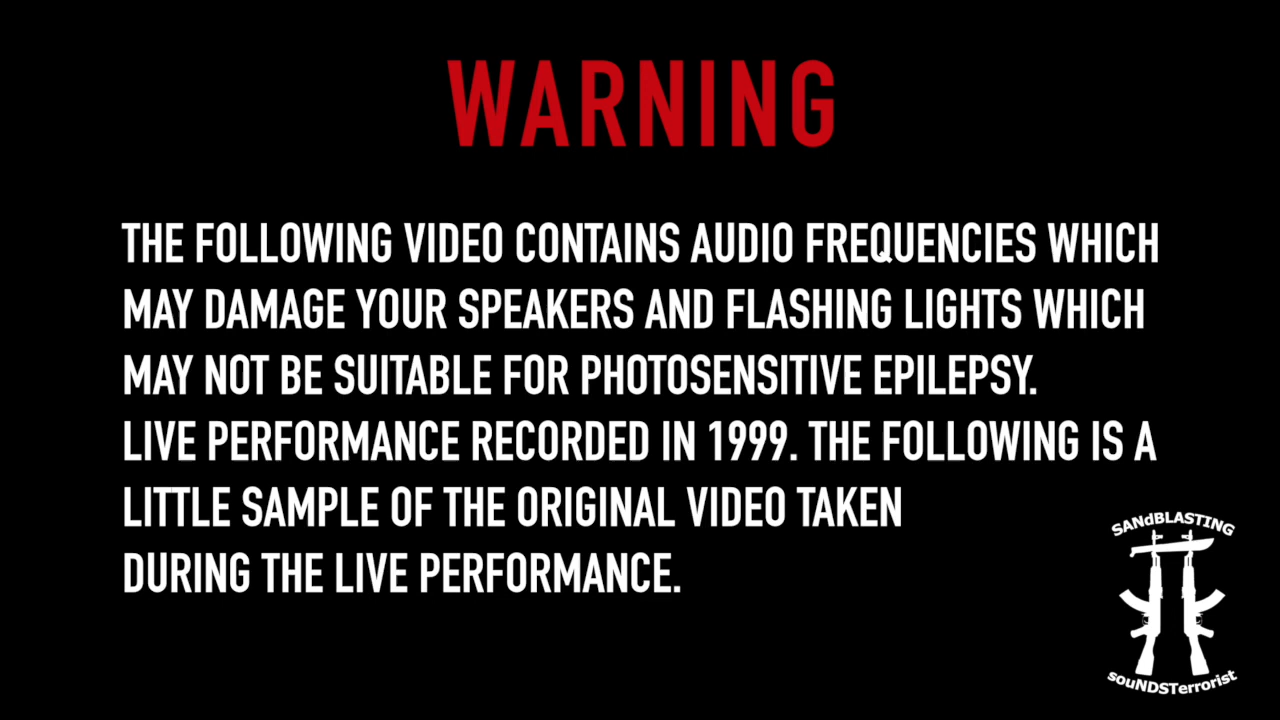 WARNING
THE FOLLOWING VIDEO CONTAINS AUDIO FREQUENCIES WHICH
MAY DAMAGE YOUR SPEAKERS AND FLASHING LIGHTS WHICH
MAY NOT BE SUITABLE FOR PHOTOSENSITIVE EPILEPSY.
LIVE PERFORMANCE RECORDED IN 1999. THE FOLLOWING IS A
LITTLE SAMPLE OF THE ORIGINAL VIDEO TAKEN
DURING THE LIVE PERFORMANCE.
SANdBLASTING
souNDSTerrorist